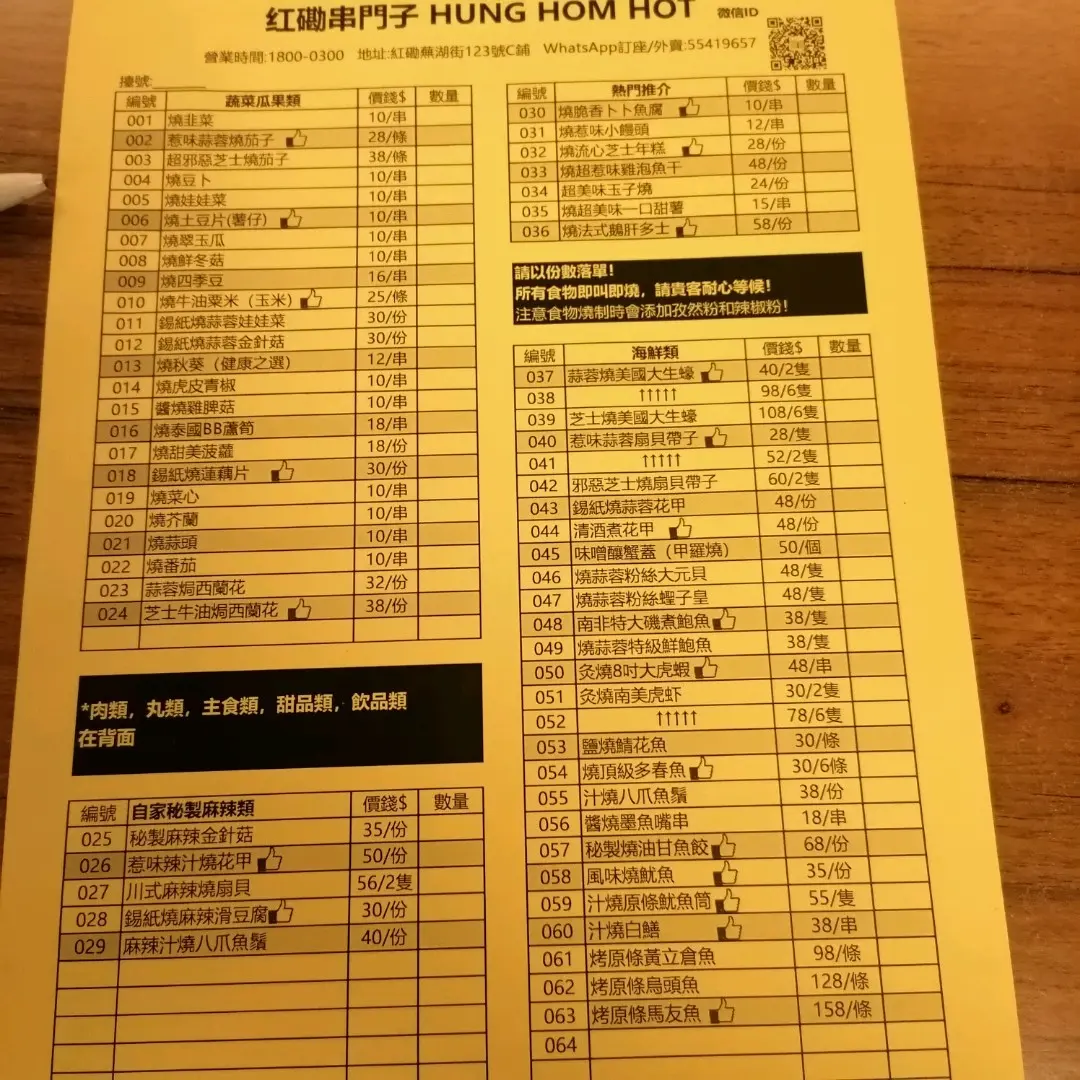 红磡串門子 HUNG HOM HOT 微信ID
營業時間:1800-0300 地址:紅磡蕪湖街123號C鋪 WhatsApp訂座/外賣:55419657
檯號:
編號 蔬菜瓜果類 價錢$ 數量
001 燒韭菜 10/串
002 惹味蒜蓉燒茄子 28/條
003 超邪惡芝士燒茄子 38/條
004 燒豆卜 10/串
005 燒娃娃菜 10/串
006 燒土豆片(薯仔) 10/串
007 燒翠玉瓜 10/串
008 燒鮮冬菇 10/串
009 燒四季豆 16/串
010 燒牛油粟米（玉米） 25/條
011 錫紙燒蒜蓉娃娃菜 30/份
012 錫紙燒蒜蓉金針菇 30/份
013 燒秋葵（健康之選） 12/串
014 燒虎皮青椒 10/串
015 醬燒雞脾菇 10/串
016 燒泰國BB蘆筍 18/串
017 燒甜美菠蘿 18/份
018 錫紙燒蓮藕片 30/份
019 燒菜心 10/串
020 燒芥蘭 10/串
021 燒蒜頭 10/串
022 燒番茄 10/串
023 蒜蓉焗西蘭花 32/份
024 芝士牛油焗西蘭花 38/份
*肉類，丸類，主食類，甜品類，飲品類
在背面
編號 自家秘製麻辣類 價錢$ 數量
025 秘製麻辣金針菇 35/份
026 惹味辣汁燒花甲 50/份
027 川式麻辣燒扇貝 56/2隻
028 錫紙燒麻辣滑豆腐 30/份
029 麻辣汁燒八爪魚鬚 40/份
編號 熱門推介 價錢$ 數量
030 燒脆香卜卜魚腐 10/串
031 燒惹味小饅頭 12/串
032 燒流心芝士年糕 28/份
033 燒超惹味雞泡魚干 48/份
034 超美味玉子燒 24/份
035 燒超美味一口甜薯 15/串
036 燒法式鵝肝多士 58/份
請以份數落單！
所有食物即叫即燒，請貴客耐心等候！
注意食物燒制時會添加孜然粉和辣椒粉！
編號 海鮮類 價錢$ 數量
037 蒜蓉燒美國大生蠔 40/2隻
038 ↑↑↑↑↑ 98/6隻
039 芝士燒美國大生蠔 108/6隻
040 惹味蒜蓉扇貝帶子 28/隻
041 ↑↑↑↑↑ 52/2隻
042 邪惡芝士燒扇貝帶子 60/2隻
043 錫紙燒蒜蓉花甲 48/份
044 清酒煮花甲 48/份
045 味噌釀蟹蓋（甲羅燒） 50/個
046 燒蒜蓉粉絲大元貝 48/隻
047 燒蒜蓉粉絲蟶子皇 48/隻
048 南非特大磯煮鮑魚 38/隻
049 燒蒜蓉特級鮮鮑魚 38/隻
050 灸燒8吋大虎蝦 48/串
051 灸燒南美虎虾 30/2隻
052 ↑↑↑↑↑ 78/6隻
053 鹽燒鯖花魚 30/條
054 燒頂級多春魚 30/6條
055 汁燒八爪魚鬚 38/份
056 醬燒墨魚嘴串 18/串
057 秘製燒油甘魚餃 68/份
058 風味燒魷魚 35/份
059 汁燒原條魷魚筒 55/隻
060 汁燒白鱔 38/串
061 烤原條黃立倉魚 98/條
062 烤原條烏頭魚 128/條
063 烤原條馬友魚 158/條
064